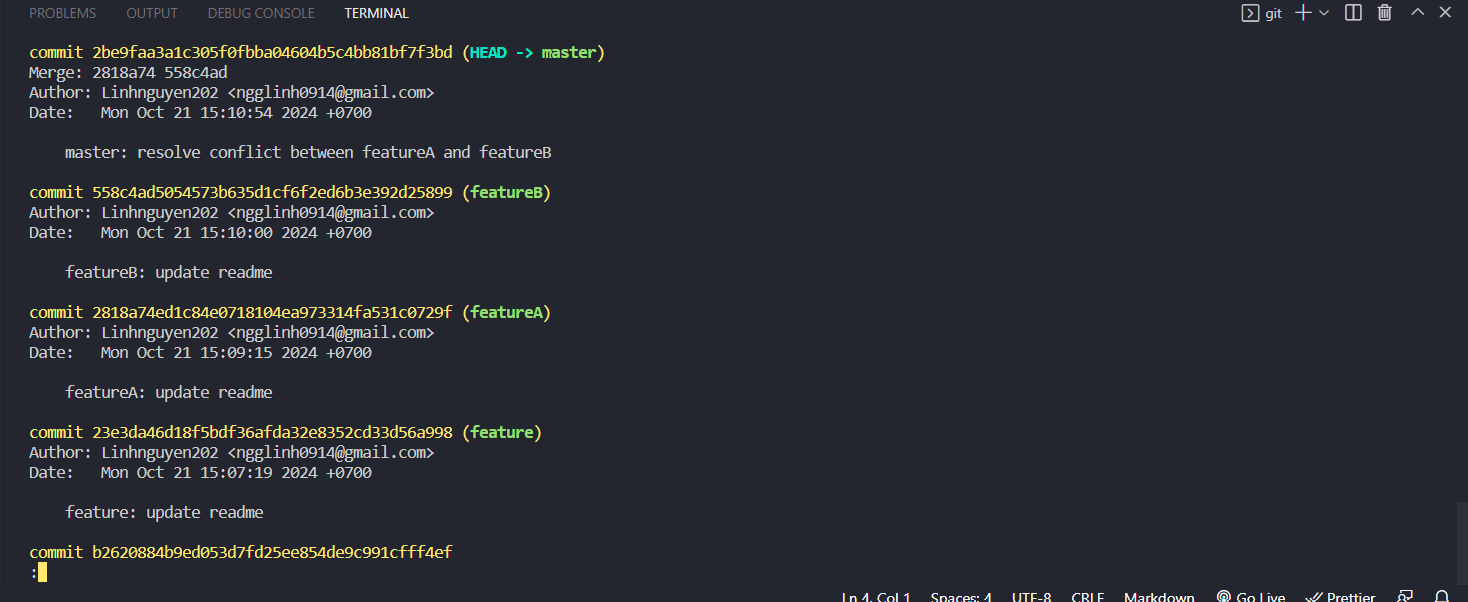 PROBLEMS OUTPUT DEBUG CONSOLE TERMINAL git
commit 2be9faa3a1c305f0fbba04604b5c4bb81bf7f3bd (HEAD -> master)
Merge: 2818a74 558c4ad
Author: Linhnguyen202 <ngglinh0914@gmail.com>
Date:   Mon Oct 21 15:10:54 2024 +0700
master: resolve conflict between featureA and featureB
commit 558c4ad5054573b635d1cf6f2ed6b3e392d25899 (featureB)
Author: Linhnguyen202 <ngglinh0914@gmail.com>
Date:   Mon Oct 21 15:10:00 2024 +0700
featureB: update readme
commit 2818a74ed1c84e0718104ea973314fa531c0729f (featureA)
Author: Linhnguyen202 <ngglinh0914@gmail.com>
Date:   Mon Oct 21 15:09:15 2024 +0700
featureA: update readme
commit 23e3da46d18f5bdf36afda32e8352cd33d56a998 (feature)
Author: Linhnguyen202 <ngglinh0914@gmail.com>
Date:   Mon Oct 21 15:07:19 2024 +0700
feature: update readme
commit b2620884b9ed053d7fd25ee854de9c991cfff4ef
:
Ln 4, Col 1 Spaces: 4 UTF-8 CRLF Markdown Go Live Prettier